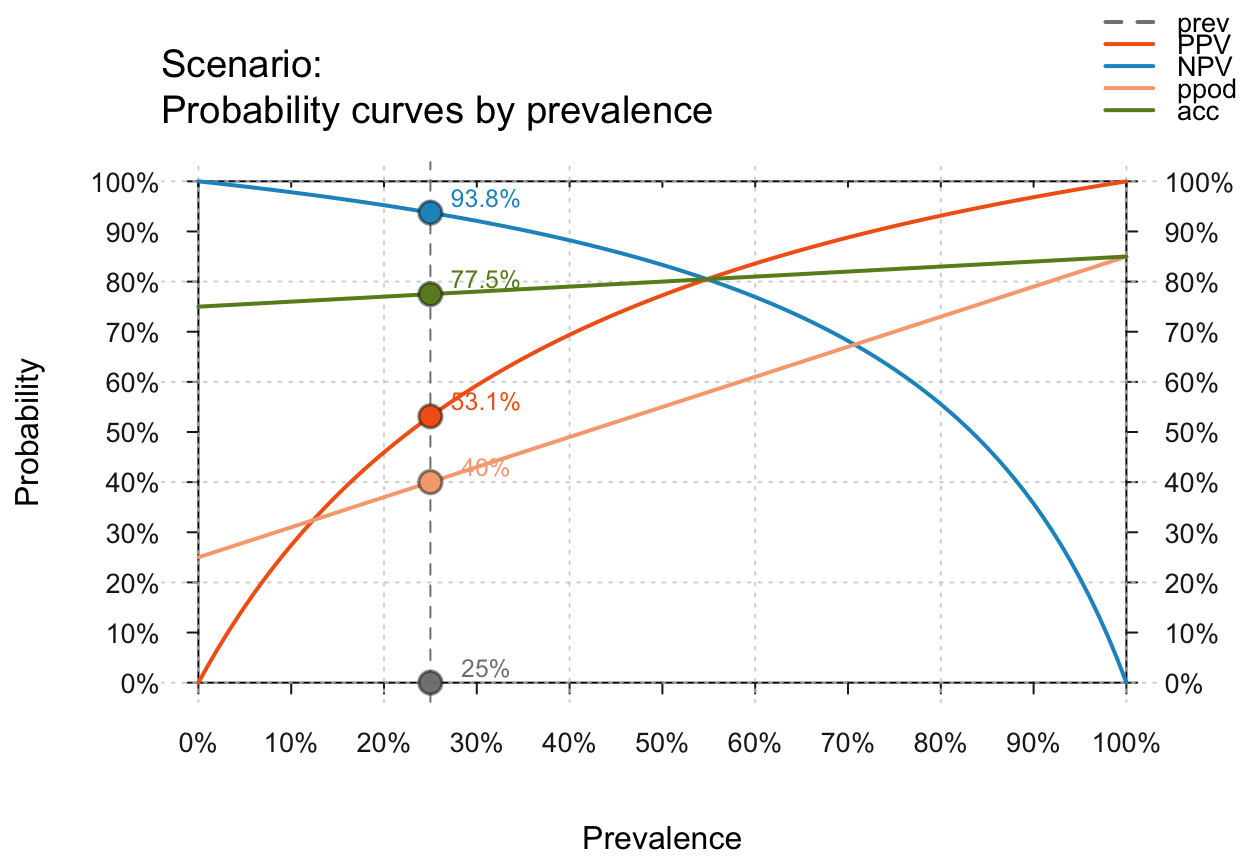 prev
PPV
NPV
ppod
acc
Scenario:
Probability curves by prevalence
100%
90%
80%
70%
60%
50%
40%
30%
20%
10%
0%
Probability
93.8%
77.5%
53.1%
40%
25%
100%
90%
80%
70%
60%
50%
40%
30%
20%
10%
0%
0% 10% 20% 30% 40% 50% 60% 70% 80% 90% 100%
Prevalence